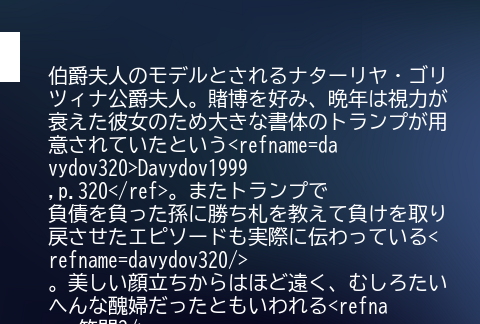 伯爵夫人のモデルとされるナターリヤ・ゴリ
ツィナ公爵夫人。賭博を好み、晩年は視力が
衰えた彼女のため大きな書体のトランプが用
意されていたという<refname=da
vydov320>Davydov1999
,p.320</ref>。またトランプで
負債を負った孫に勝ち札を教えて負けを取り
戻させたエピソードも実際に伝わっている<
refname=davydov320/>
。美しい顔立ちからはほど遠く、むしろたい
へんな醜婦だったともいわれる<refna